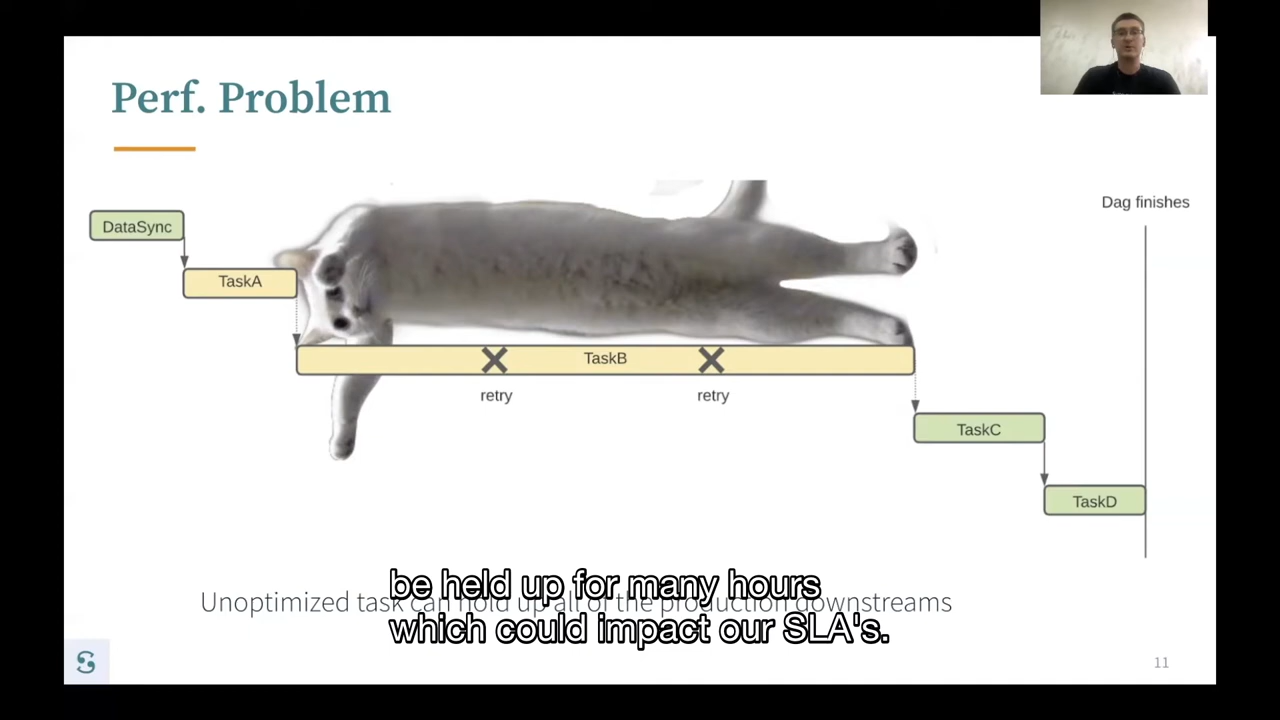 Perf. Problem
Dag finishes
DataSync
TaskA
TaskB
retry
retry
TaskC
TaskD
Unoptimized task can hold up all of the production downstreams
be held up for many hours
which could impact our SLA's.
11